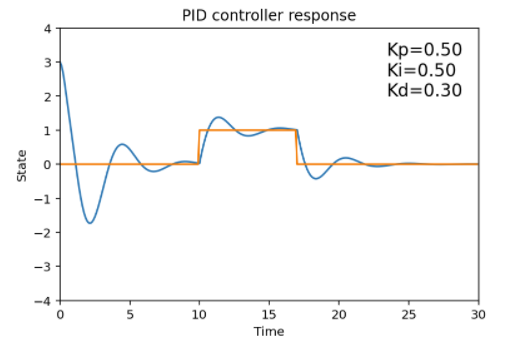 PID controller response
Kp=0.50
Ki=0.50
Kd=0.30
State
4
3
2
1
0
−1
−2
−3
−4
0 5 10 15 20 25 30
Time